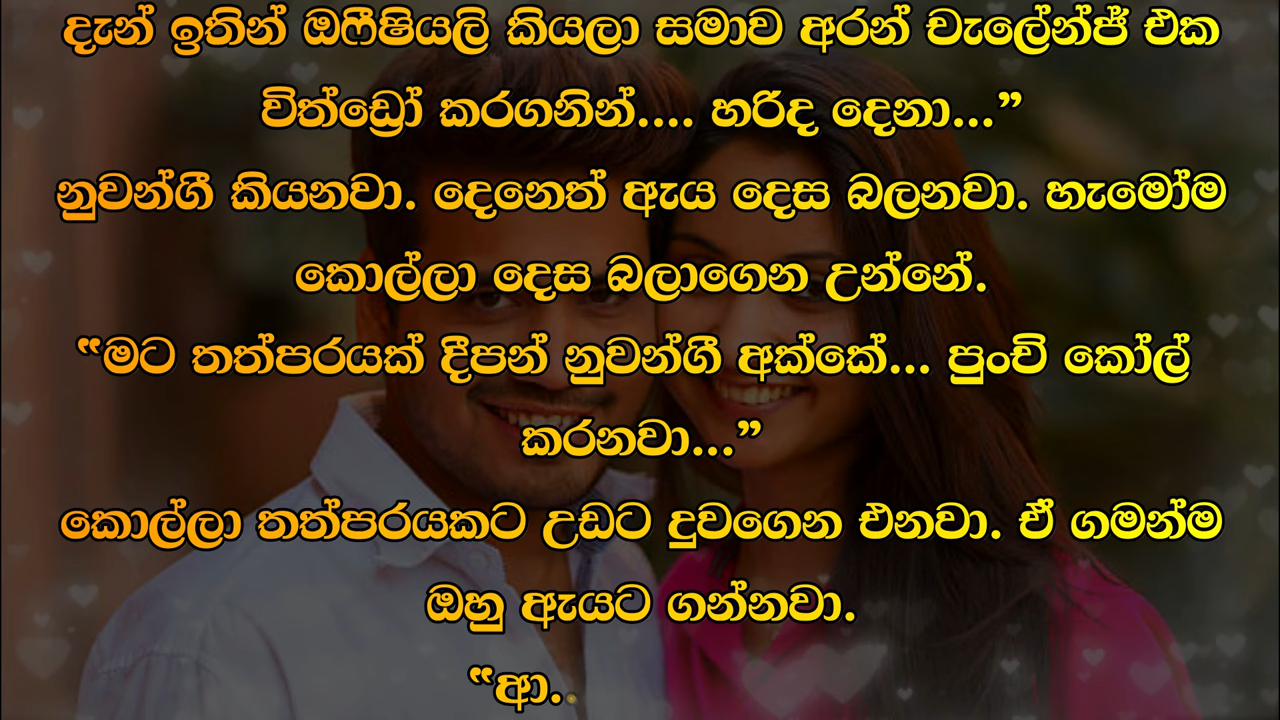 දැන් ඉතින් ඔෆීෂියලි කියලා සමාව අරන් චැලේන්ජ් එක
විත්ඩ්‍රෝ කරගනින්.... හරිද දෙනා...”
නුවන්ගී කියනවා. දෙනෙත් ඇය දෙස බලනවා. හැමෝම
කොල්ලා දෙස බලාගෙන උන්නේ.
“මට තත්පරයක් දීපන් නුවන්ගී අක්කේ... පුංචි කෝල්
කරනවා...”
කොල්ලා තත්පරයකට උඩට දුවගෙන එනවා. ඒ ගමන්ම
ඔහු ඇයට ගන්නවා.
“ආ..